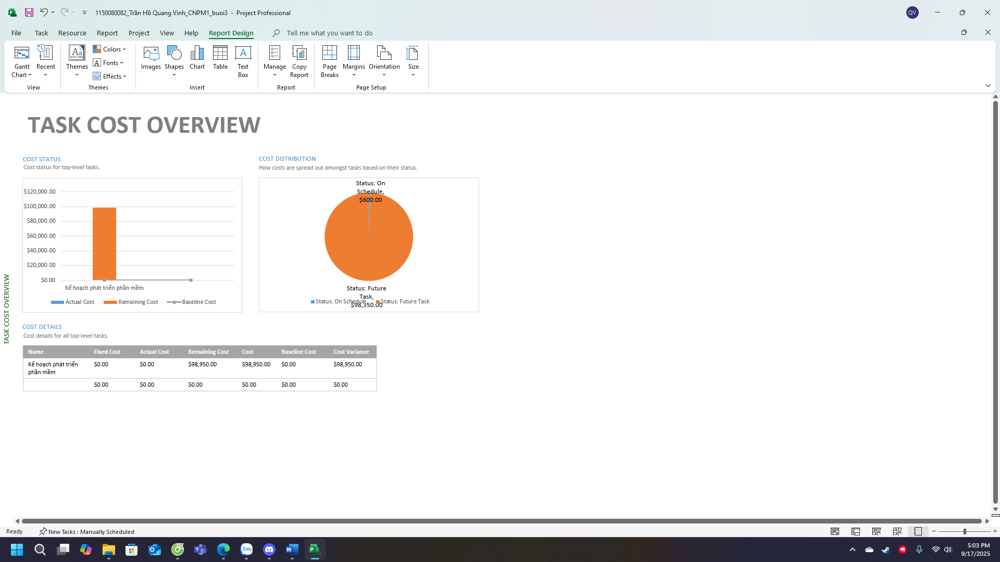 1150080082_Trần Hồ Quang Vinh_CNPM1_buoi3 - Project Professional
QV
File Task Resource Report Project View Help Report Design Tell me what you want to do
Gantt Chart
Recent
View
Themes
Colors
Fonts
Effects
Themes
Images
Shapes
Chart
Table
Text Box
Insert
Manage
Copy Report
Report
Page Breaks
Margins
Orientation
Size
Page Setup
TASK COST OVERVIEW
TASK COST OVERVIEW
COST STATUS
Cost status for top-level tasks.
$120,000.00
$100,000.00
$80,000.00
$60,000.00
$40,000.00
$20,000.00
$0.00
Kế hoạch phát triển phần mềm
Actual Cost Remaining Cost Baseline Cost
COST DISTRIBUTION
How costs are spread out amongst tasks based on their status.
Status: On
Schedule,
$600.00
Status: Future
Task,
$98,350.00
Status: On Schedule Status: Future Task
COST DETAILS
Cost details for all top-level tasks.
Name Fixed Cost Actual Cost Remaining Cost Cost Baseline Cost Cost Variance
Kế hoạch phát triển phần mềm $0.00 $0.00 $98,950.00 $98,950.00 $0.00 $98,950.00
$0.00 $0.00 $0.00 $0.00 $0.00 $0.00
Ready New Tasks : Manually Scheduled
Zalo
5:03 PM
9/17/2025